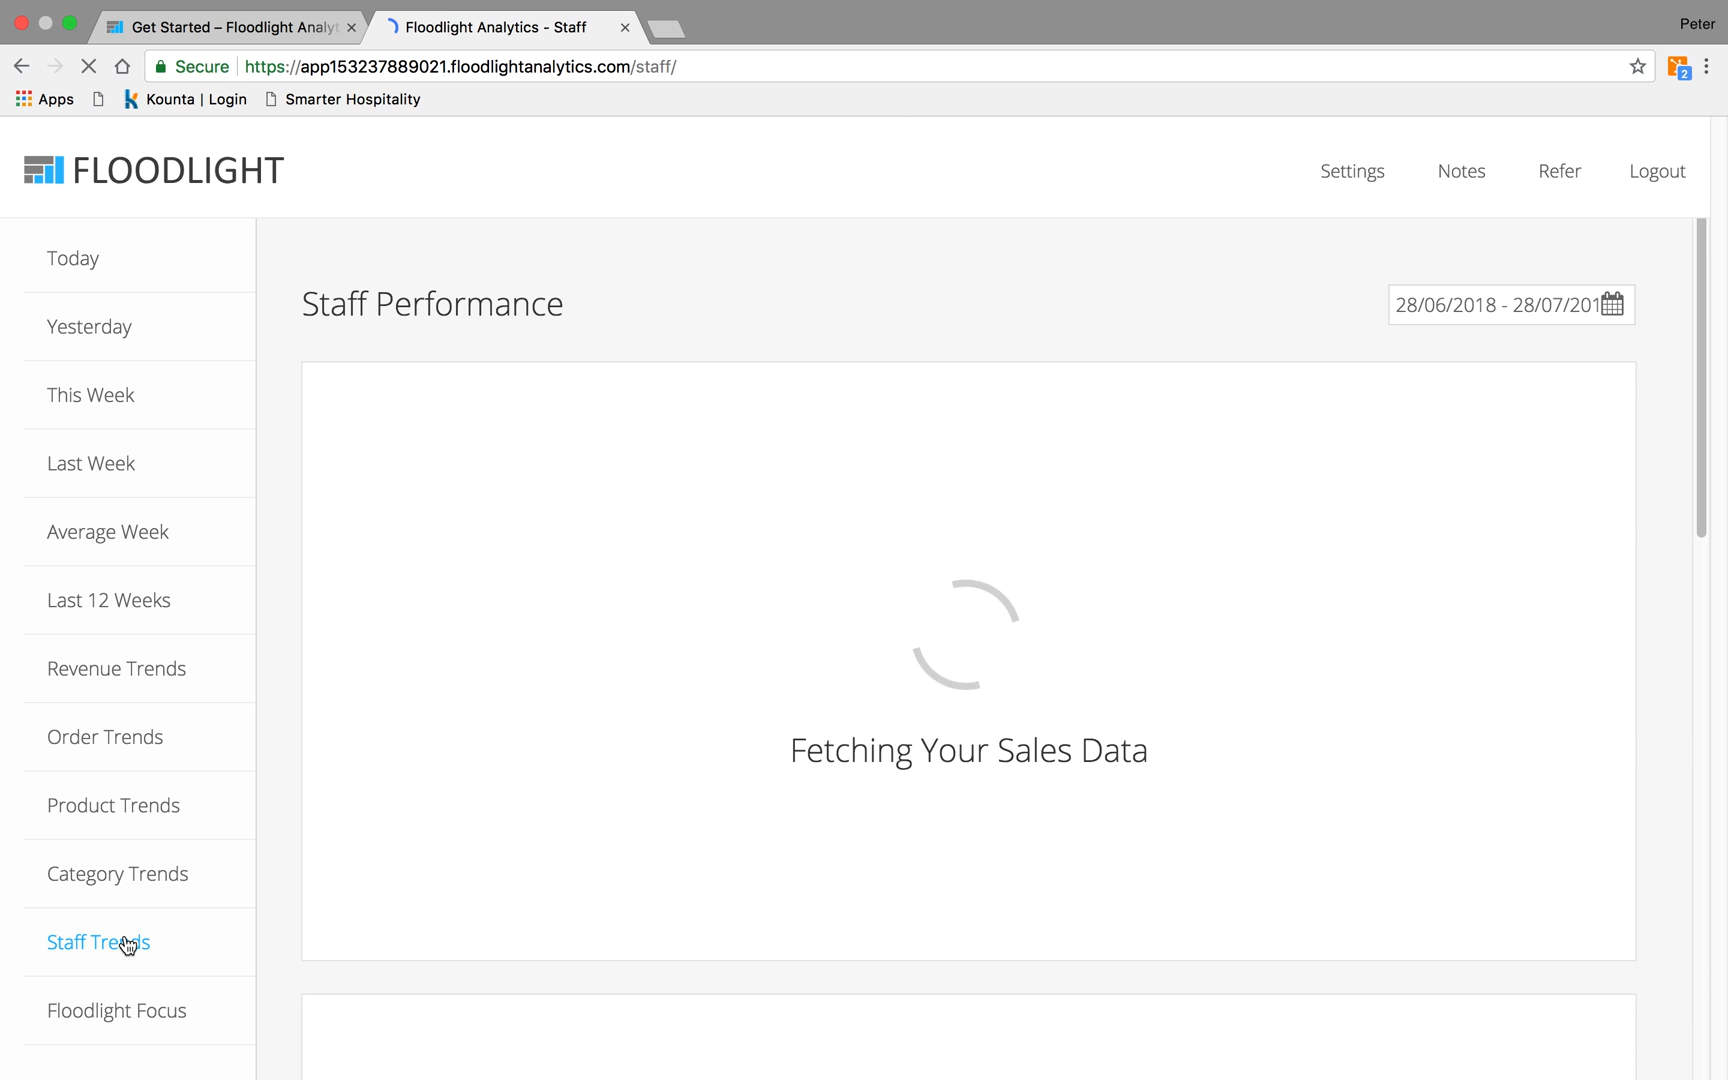 Get Started – Floodlight Analyt
Floodlight Analytics - Staff
Peter
Secure
https://app153237889021.floodlightanalytics.com/staff/
2
Apps
Kounta | Login
Smarter Hospitality
FLOODLIGHT
Settings
Notes
Refer
Logout
Today
Yesterday
This Week
Last Week
Average Week
Last 12 Weeks
Revenue Trends
Order Trends
Product Trends
Category Trends
Staff Trends
Floodlight Focus
Staff Performance
28/06/2018 - 28/07/201
Fetching Your Sales Data